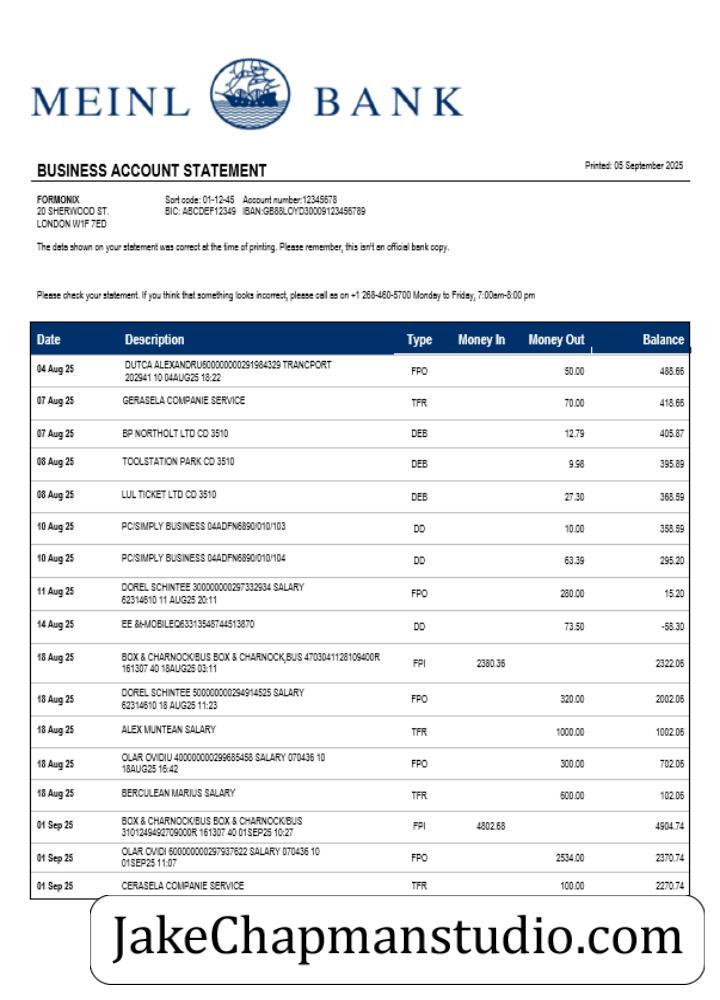 MEINL BANK
BUSINESS ACCOUNT STATEMENT
Printed: 05 September 2025
FORMONIX Sort code: 01-12-45 Account number:12345678
20 SHERWOOD ST. BIC: ABCDEF12349 IBAN:GB88LOYD30009123456789
LONDON W1F 7ED
The data shown on your statement was correct at the time of printing. Please remember, this isn't an official bank copy.
Please check your statement. If you think that something looks incorrect, please call as on +1 268-460-5700 Monday to Friday, 7:00am-8:00 pm
Date Description Type Money In Money Out Balance
04 Aug 25 DUTCA ALEXANDRU600000000291984329 TRANCPORT FPO 50.00 488.66
202941 10 04AUG25 18:22
07 Aug 25 GERASELA COMPANIE SERVICE TFR 70.00 418.66
07 Aug 25 BP NORTHOLT LTD CD 3510 DEB 12.79 405.87
08 Aug 25 TOOLSTATION PARK CD 3510 DEB 9.98 395.89
08 Aug 25 LUL TICKET LTD CD 3510 DEB 27.30 368.59
10 Aug 25 PC/SIMPLY BUSINESS 04ADFN6890/010/103 DD 10.00 358.59
10 Aug 25 PC/SIMPLY BUSINESS 04ADFN6890/010/104 DD 63.39 295.20
11 Aug 25 DOREL SCHINTEE 300000000297332934 SALARY FPO 280.00 15.20
62314610 11 AUG25 20:11
14 Aug 25 EE &t-MOBILEQ63313548744513870 DD 73.50 -58.30
18 Aug 25 BOX & CHARNOCK/BUS BOX & CHARNOCK,BUS 4703041128109400R FPI 2380.36 2322.06
161307 40 18AUG25 03:11
18 Aug 25 DOREL SCHINTEE 500000000294914525 SALARY FPO 320.00 2002.06
62314610 18 AUG25 11:23
18 Aug 25 ALEX MUNTEAN SALARY TFR 1000.00 1002.06
18 Aug 25 OLAR OVIDIU 400000000299685458 SALARY 070436 10 FPO 300.00 702.06
18AUG25 16:42
18 Aug 25 BERCULEAN MARIUS SALARY TFR 600.00 102.06
01 Sep 25 BOX & CHARNOCK/BUS BOX & CHARNOCK/BUS FPI 4802.68 4904.74
3101249492709000R 161307 40 01SEP25 10:27
01 Sep 25 OLAR OVIDI 600000000297937622 SALARY 070436 10 FPO 2534.00 2370.74
01SEP25 11:07
01 Sep 25 CERASELA COMPANIE SERVICE TFR 100.00 2270.74
JakeChapmanstudio.com